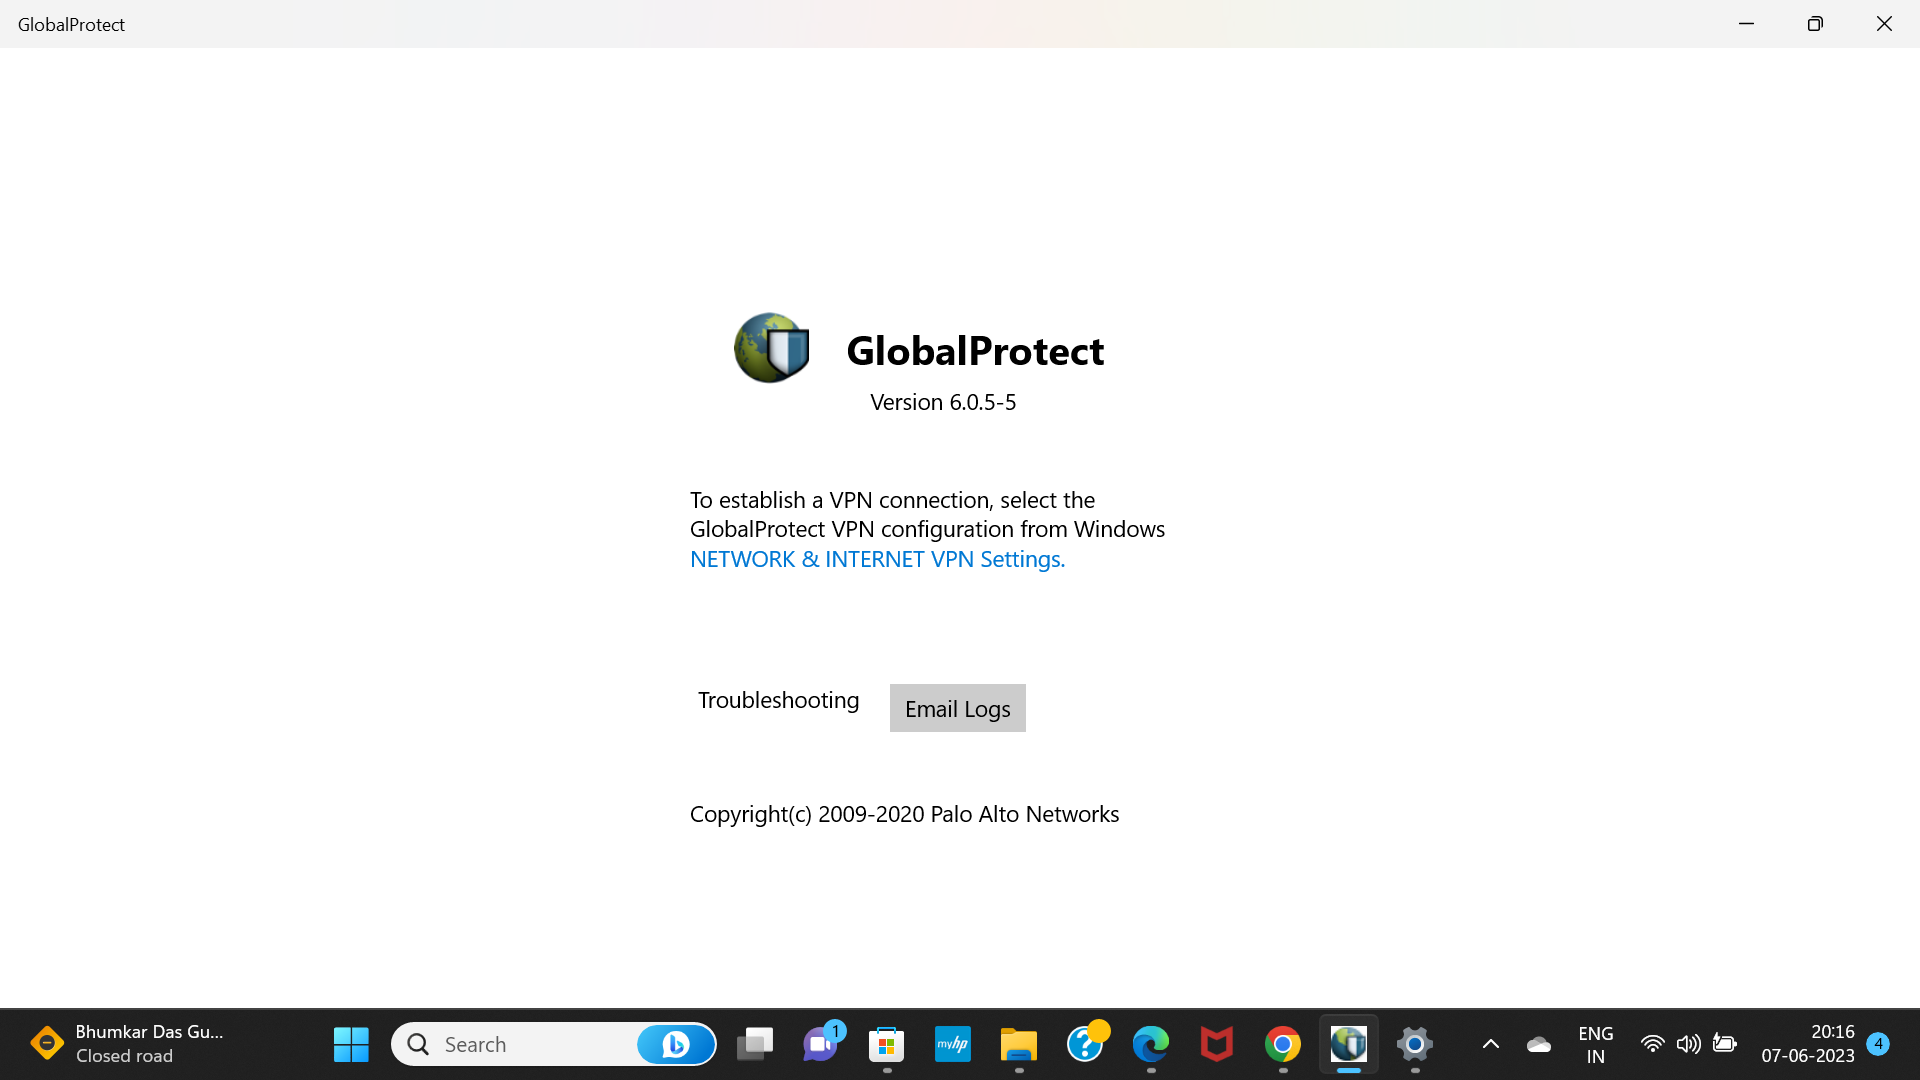 GlobalProtect
GlobalProtect
Version 6.0.5-5
To establish a VPN connection, select the
GlobalProtect VPN configuration from Windows
NETWORK & INTERNET VPN Settings.
Troubleshooting
Email Logs
Copyright(c) 2009-2020 Palo Alto Networks
Bhumkar Das Gu...
Closed road
Search
1
myhp
?
ENG
IN
20:16
07-06-2023
4